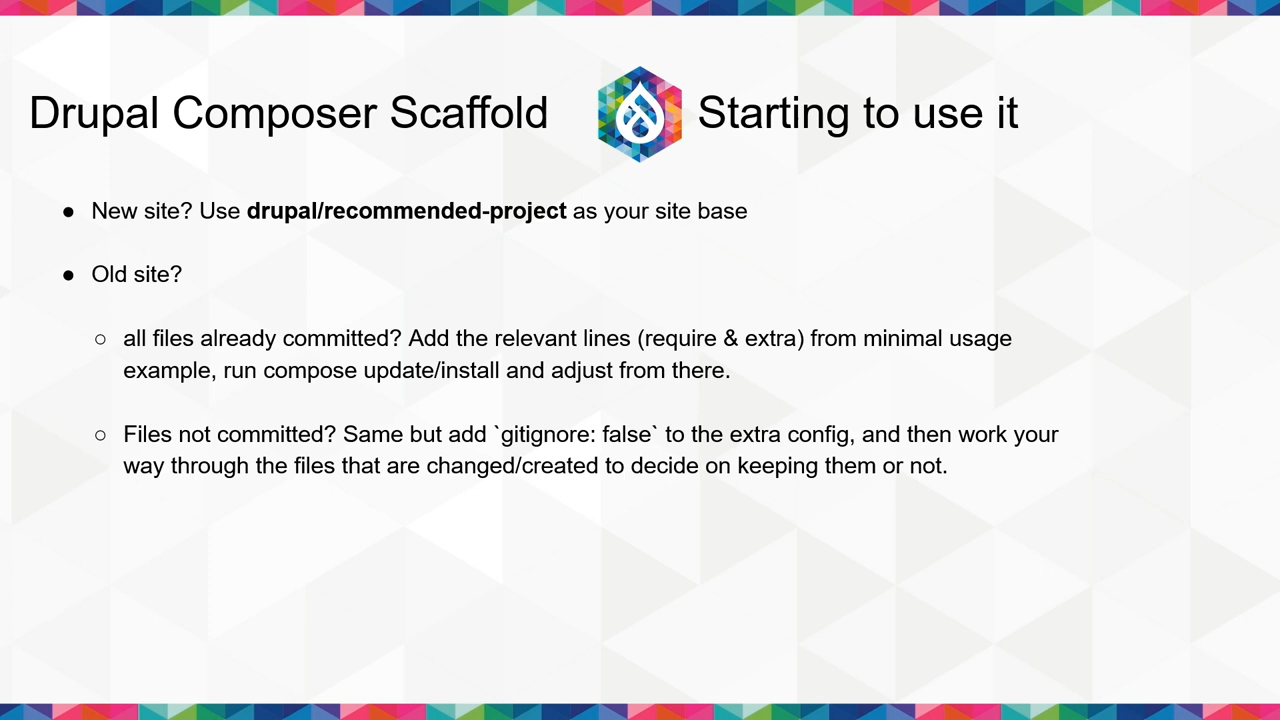 Drupal Composer Scaffold Starting to use it
● New site? Use drupal/recommended-project as your site base
● Old site?
○ all files already committed? Add the relevant lines (require & extra) from minimal usage
example, run compose update/install and adjust from there.
○ Files not committed? Same but add `gitignore: false` to the extra config, and then work your
way through the files that are changed/created to decide on keeping them or not.